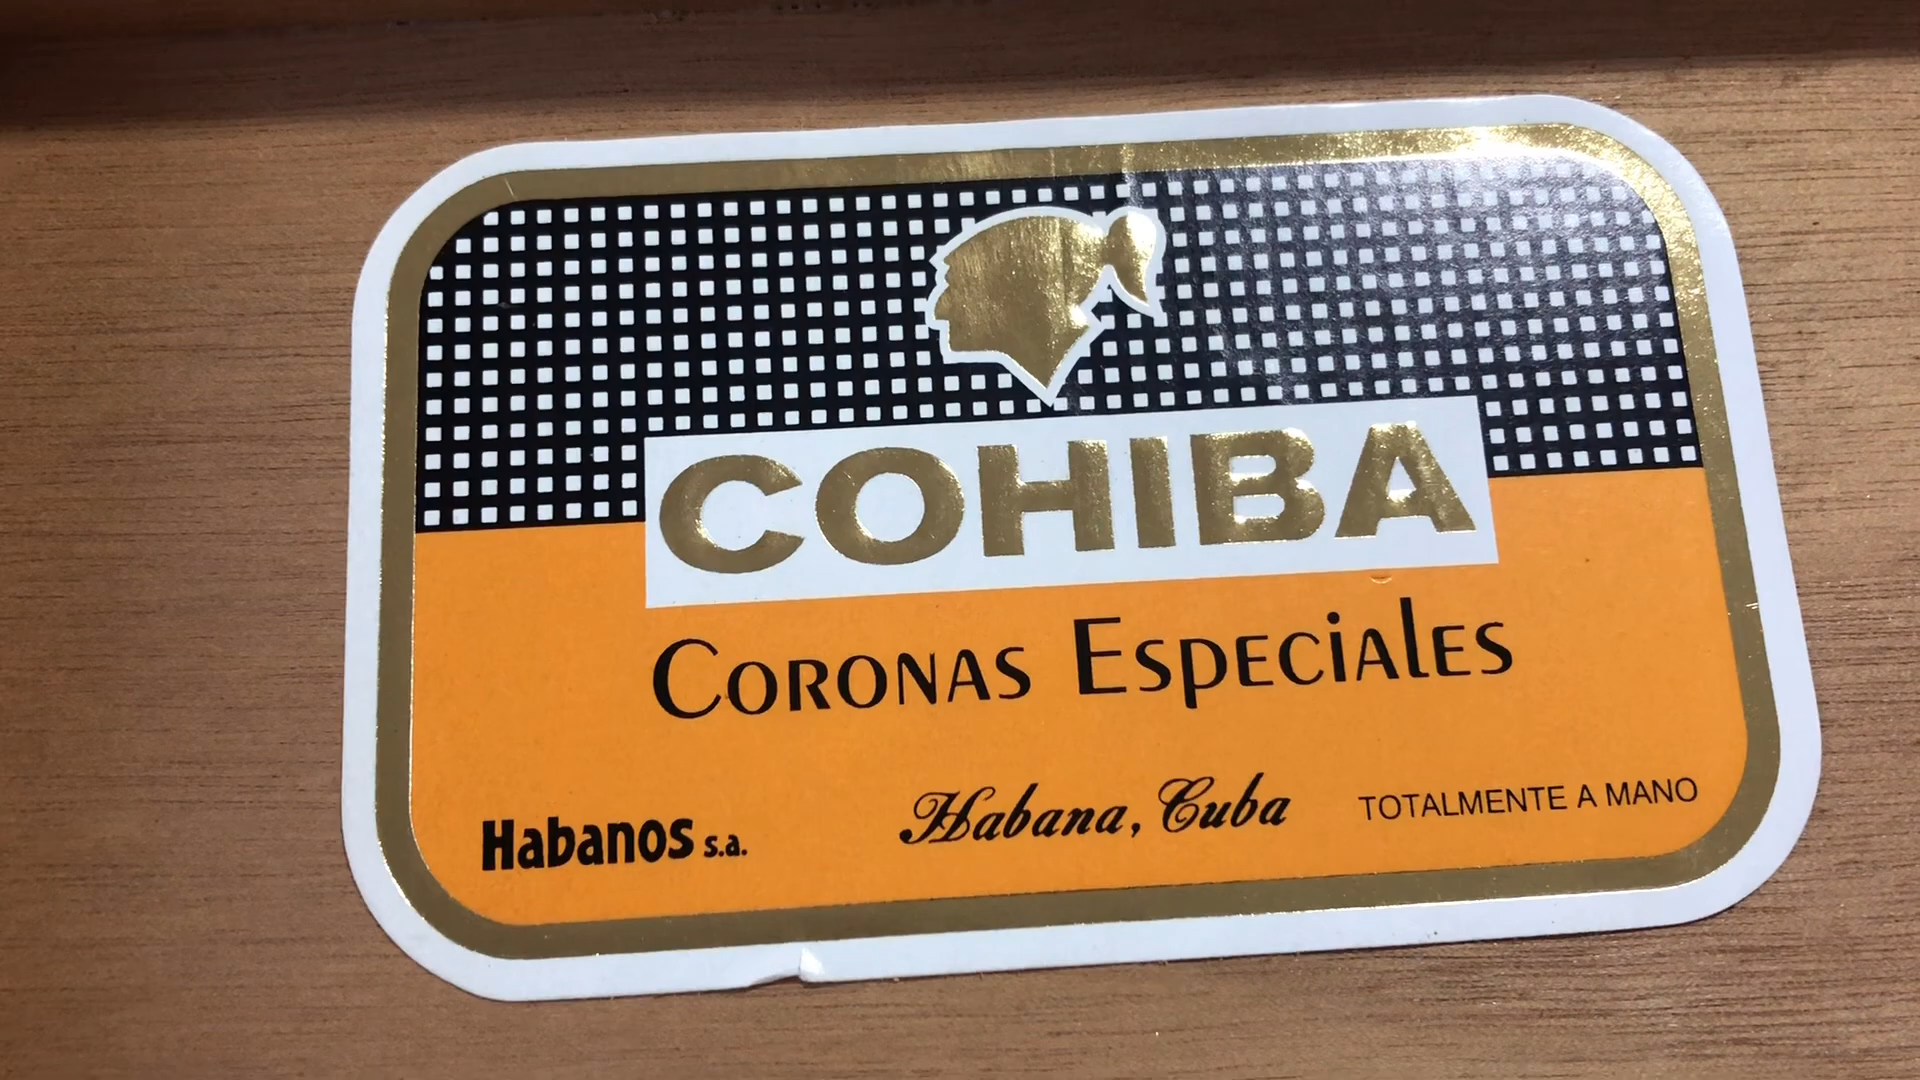 COHIBA
CORONAS ESPECiAlES
Habanos s.a.
Habana, Cuba
TOTALMENTE A MANO